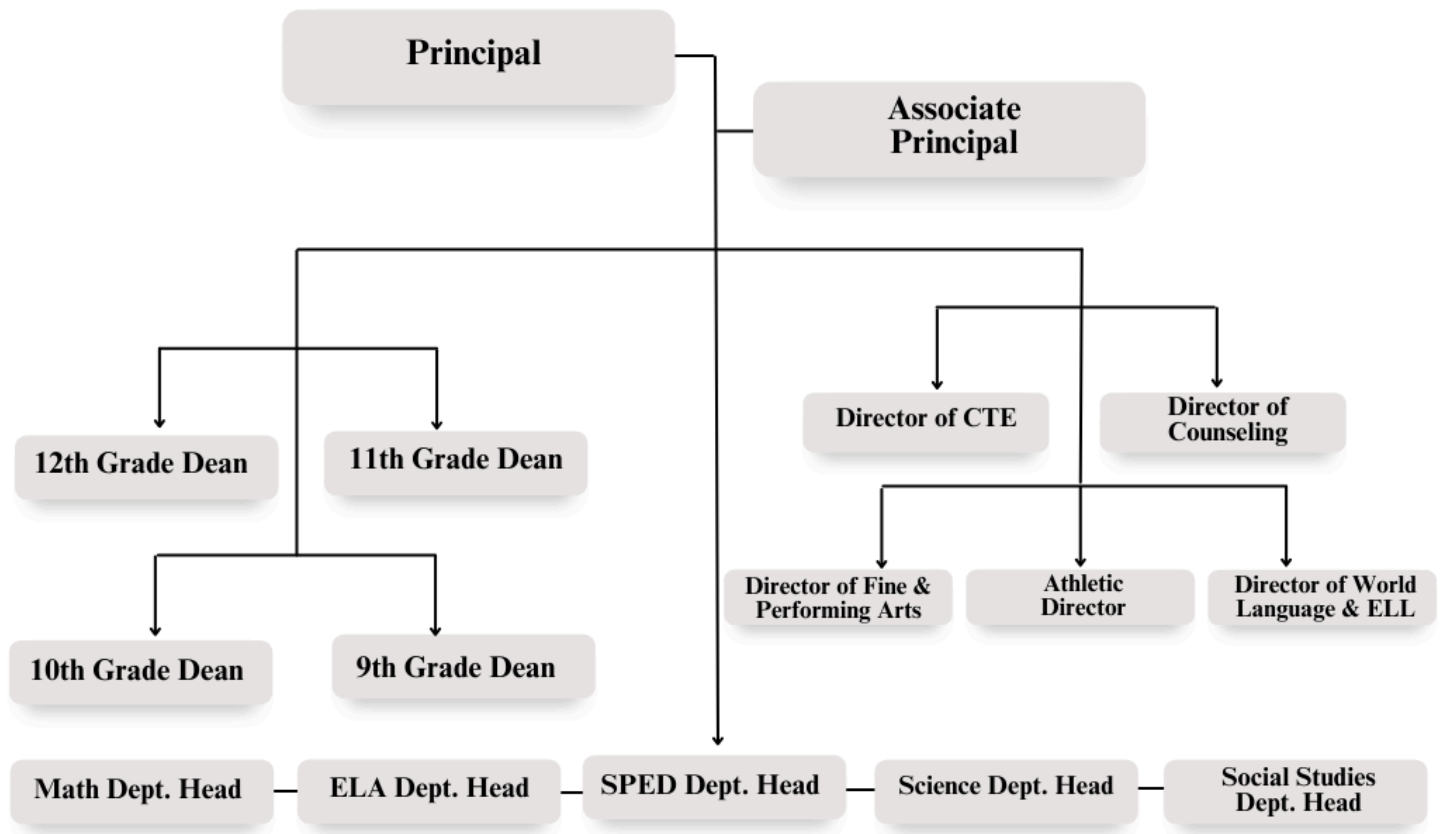 Principal
Associate
Principal
12th Grade Dean
11th Grade Dean
10th Grade Dean
9th Grade Dean
Director of CTE
Director of
Counseling
Director of Fine &
Performing Arts
Athletic
Director
Director of World
Language & ELL
Math Dept. Head
ELA Dept. Head
SPED Dept. Head
Science Dept. Head
Social Studies
Dept. Head